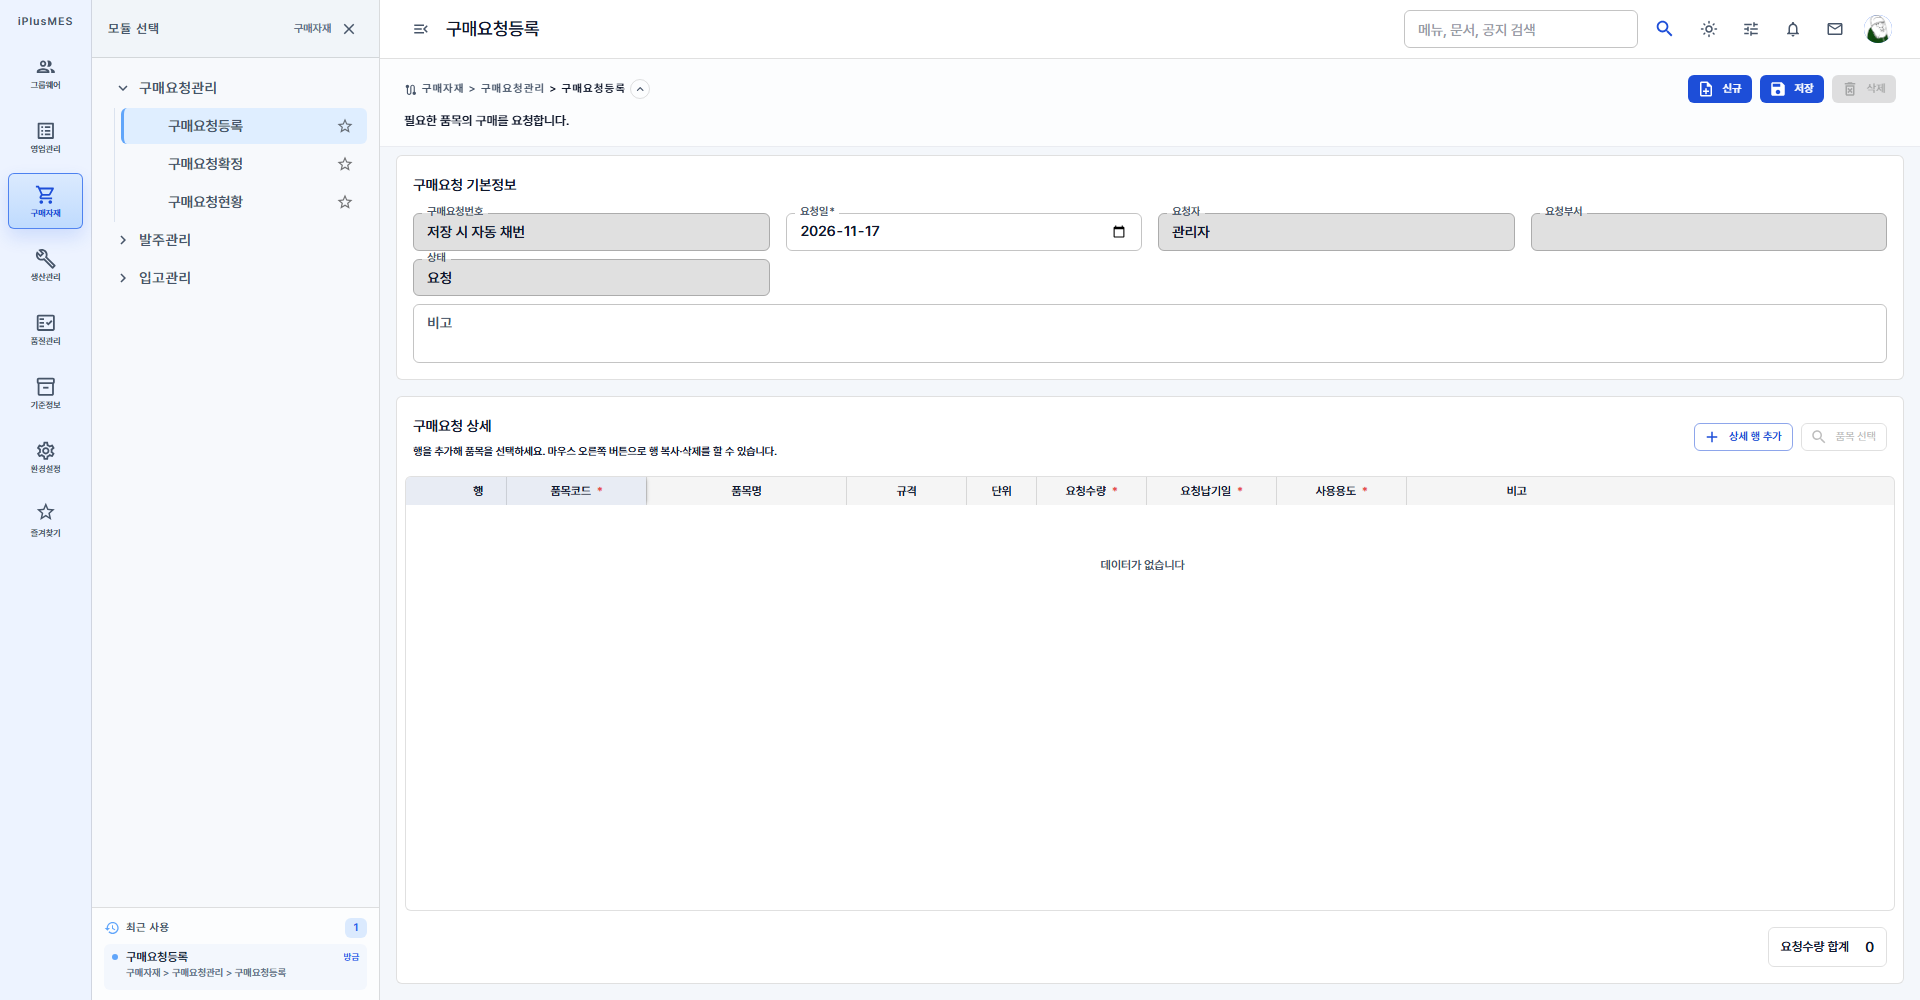 iPlusMES
그룹웨어
영업관리
구매자재
생산관리
품질관리
기준정보
환경설정
즐겨찾기
모듈 선택
구매자재
구매요청관리
구매요청등록
구매요청확정
구매요청현황
발주관리
입고관리
최근 사용
1
구매요청등록
방금
구매자재 > 구매요청관리 > 구매요청등록
구매요청등록
메뉴, 문서, 공지 검색
구매자재 > 구매요청관리 > 구매요청등록
필요한 품목의 구매를 요청합니다.
신규
저장
삭제
구매요청 기본정보
구매요청번호
저장 시 자동 채번
요청일*
2026-11-17
요청자
관리자
요청부서
상태
요청
비고
구매요청 상세
행을 추가해 품목을 선택하세요. 마우스 오른쪽 버튼으로 행 복사·삭제를 할 수 있습니다.
상세 행 추가
품목 선택
행 품목코드 * 품목명 규격 단위 요청수량 * 요청납기일 * 사용용도 * 비고
데이터가 없습니다
요청수량 합계 0